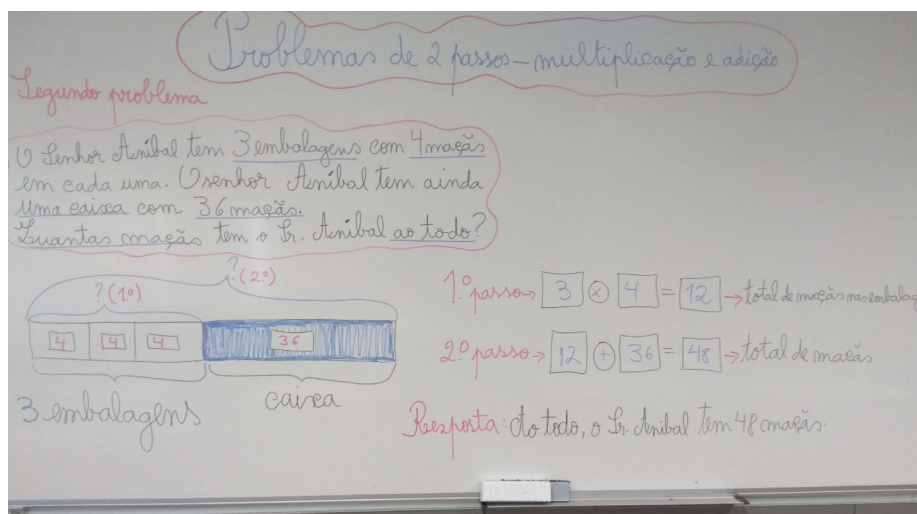 Problemas de 2 passos – multiplicação e adição
Segundo problema
O Senhor Aníbal tem 3 embalagens com 4 maçãs
em cada uma. O senhor Aníbal tem ainda
uma caixa com 36 maçãs.
Quantas maçãs tem o Sr. Aníbal ao todo?
? (2º)
? (1º)
4 4 4 36
3 embalagens
caixa
1.º passo → 3 × 4 = 12 → total de maçãs nas embalag
2.º passo → 12 + 36 = 48 → total de maçãs
Resposta: Ao todo, o Sr. Aníbal tem 48 maçãs.